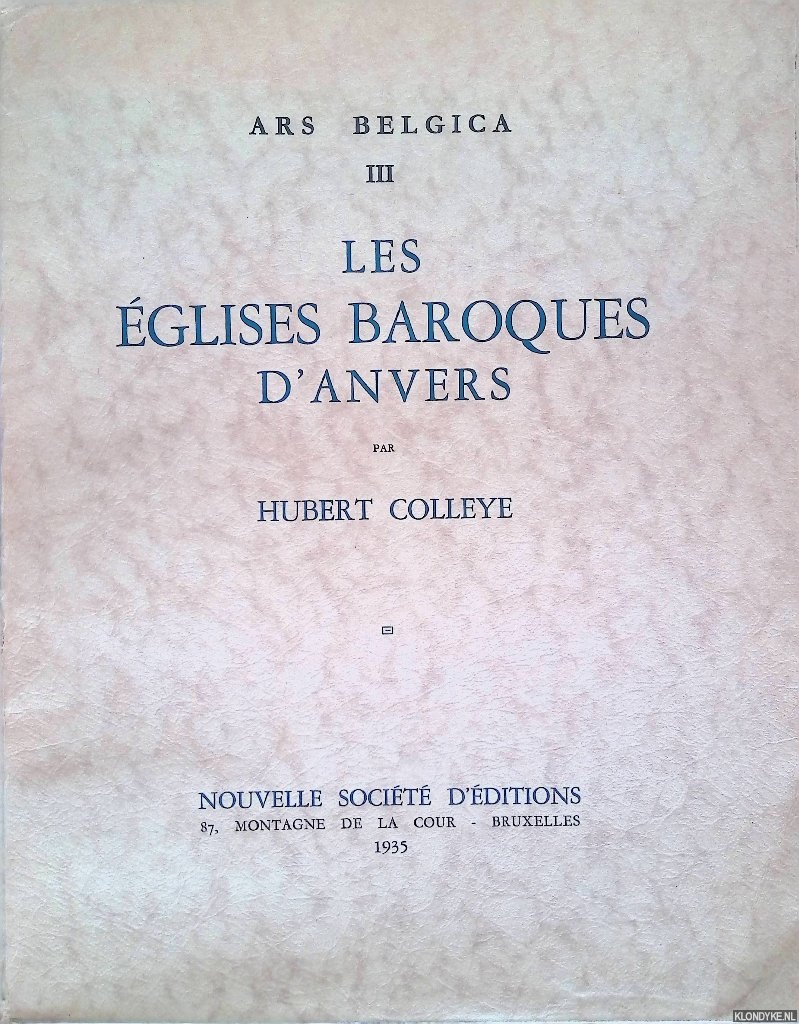 ARS BELGICA
III
LES
ÉGLISES BAROQUES
D'ANVERS
PAR
HUBERT COLLEYE
NOUVELLE SOCIÉTÉ D'ÉDITIONS
87, MONTAGNE DE LA COUR - BRUXELLES
1935
KLONDYKE.NL